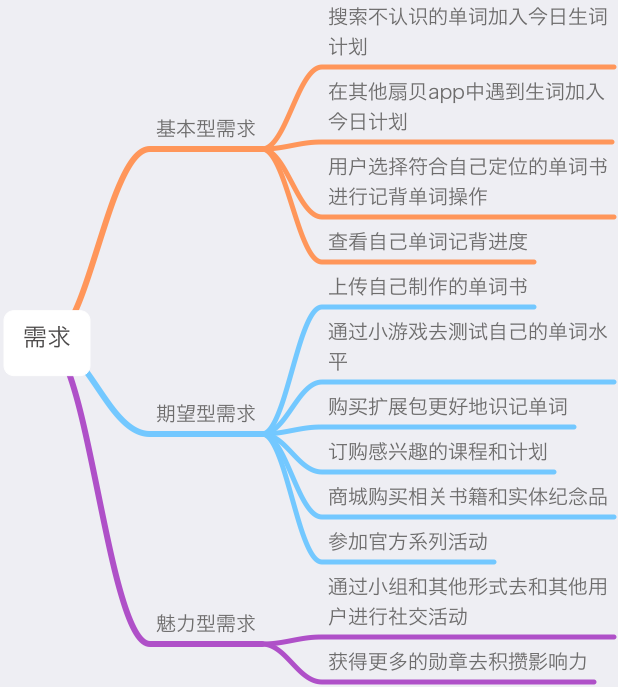 搜索不认识的单词加入今日生词
计划
在其他扇贝app中遇到生词加入
今日计划
基本型需求
用户选择符合自己定位的单词书
进行记背单词操作
查看自己单词记背进度
上传自己制作的单词书
需求
通过小游戏去测试自己的单词水
平
期望型需求
购买扩展包更好地识记单词
订购感兴趣的课程和计划
商城购买相关书籍和实体纪念品
参加官方系列活动
通过小组和其他形式去和其他用
户进行社交活动
魅力型需求
获得更多的勋章去积攒影响力